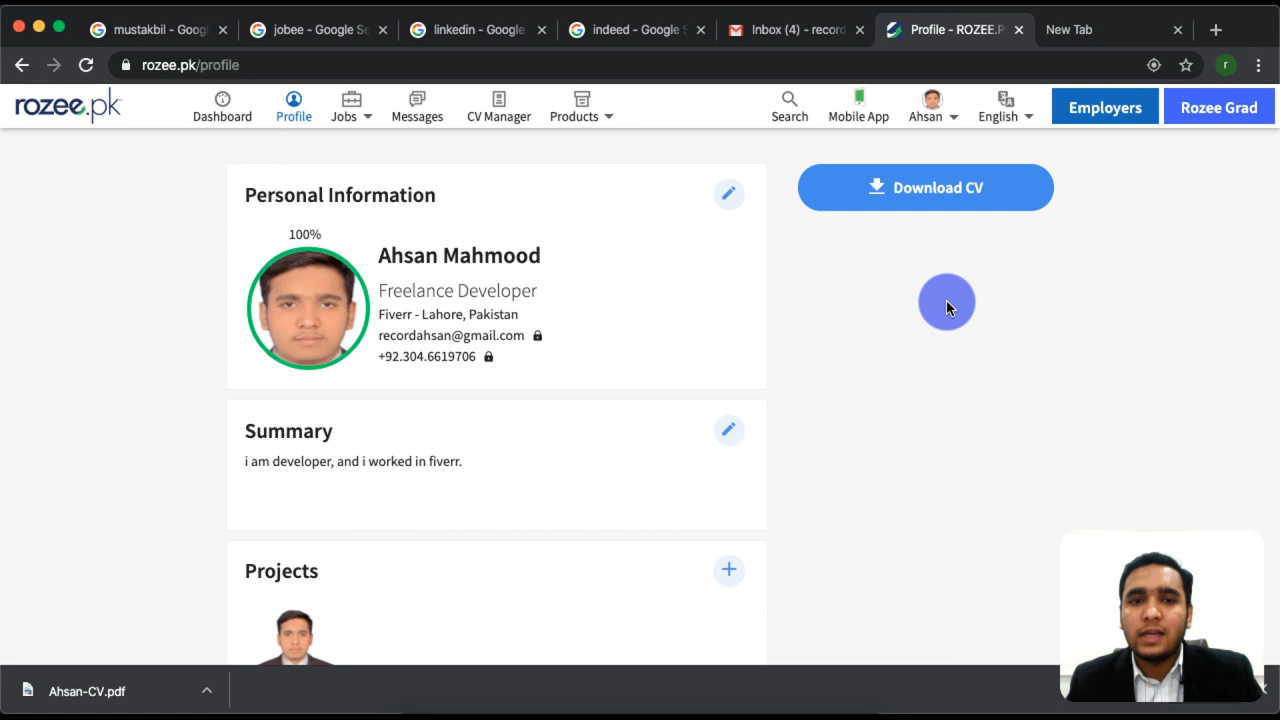 mustakbil - Goog
jobee - Google Se
linkedin - Google
indeed - Google S
Inbox (4) - record
Profile - ROZEE.P
New Tab
rozee.pk/profile
r
rozee.pk
Dashboard
Profile
Jobs
Messages
CV Manager
Products
Search
Mobile App
Ahsan
English
Employers
Rozee Grad
Personal Information
Download CV
100%
Ahsan Mahmood
Freelance Developer
Fiverr - Lahore, Pakistan
recordahsan@gmail.com
+92.304.6619706
Summary
i am developer, and i worked in fiverr.
Projects
Ahsan-CV.pdf